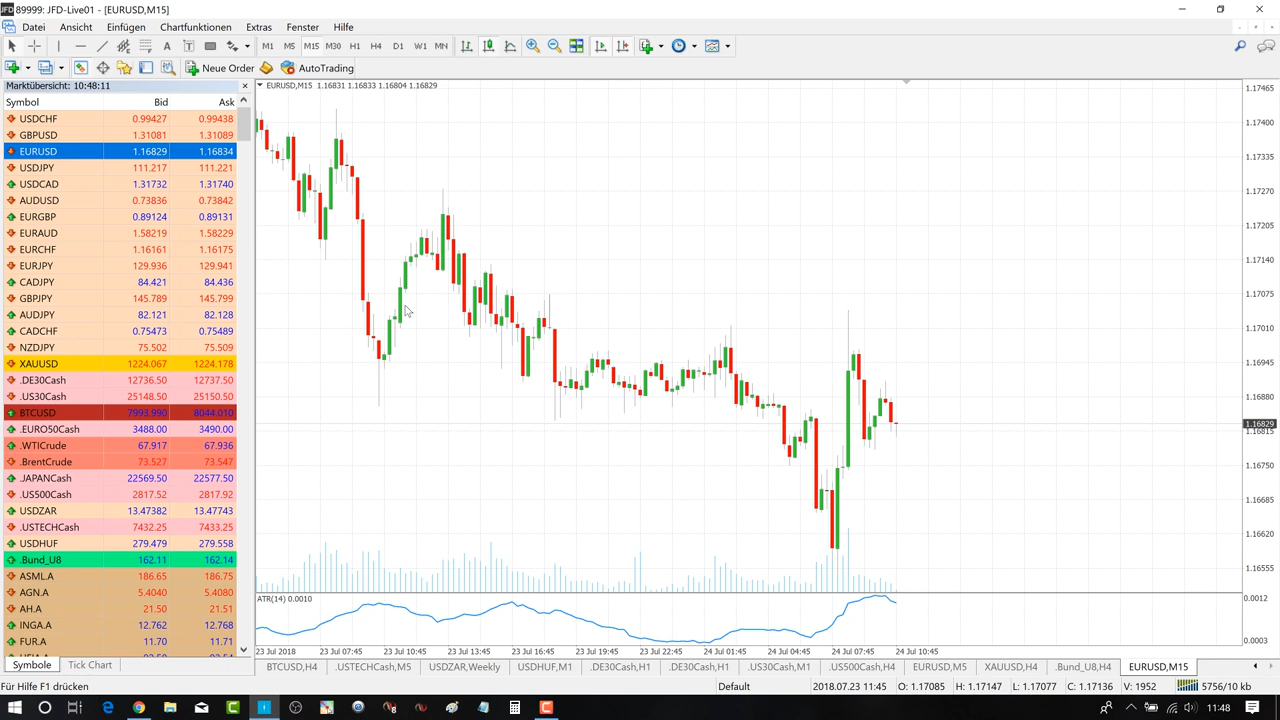 89999: JFD-Live01 - [EURUSD,M15]
Datei Ansicht Einfügen Chartfunktionen Extras Fenster Hilfe
A T M1 M5 M15 M30 H1 H4 D1 W1 MN
New Order AutoTrading
Marktübersicht: 10:48:11
Symbol Bid Ask
USDCHF 0.99427 0.99438
GBPUSD 1.31081 1.31089
EURUSD 1.16829 1.16834
USDJPY 111.217 111.221
USDCAD 1.31732 1.31740
AUDUSD 0.73836 0.73842
EURGBP 0.89124 0.89131
EURAUD 1.58219 1.58229
EURCHF 1.16161 1.16175
EURJPY 129.936 129.941
CADJPY 84.421 84.436
GBPJPY 145.789 145.799
AUDJPY 82.121 82.128
CADCHF 0.75473 0.75489
NZDJPY 75.502 75.509
XAUUSD 1224.067 1224.178
.DE30Cash 12736.50 12737.50
.US30Cash 25148.50 25150.50
BTCUSD 7993.990 8044.010
.EURO50Cash 3488.00 3490.00
.WTICrude 67.917 67.936
.BrentCrude 73.527 73.547
.JAPANCash 22569.50 22577.50
.US500Cash 2817.52 2817.92
USDZAR 13.47382 13.47743
.USTECHCash 7432.25 7433.25
USDHUF 279.479 279.558
.Bund_U8 162.11 162.14
ASML.A 186.65 186.75
AGN.A 5.4040 5.4080
AH.A 21.50 21.51
INGA.A 12.762 12.768
FUR.A 11.70 11.71
Symbol Tick Chart
EURUSD,M15 1.16831 1.16833 1.16804 1.16829
1.17465
1.17400
1.17335
1.17270
1.17205
1.17140
1.17075
1.17010
1.16945
1.16880
1.16829
1.16815
1.16750
1.16685
1.16620
1.16555
ATR(14) 0.0010
0.0012
0.0003
23 Jul 2018 23 Jul 07:45 23 Jul 10:45 23 Jul 13:45 23 Jul 16:45 23 Jul 19:45 23 Jul 22:45 24 Jul 01:45 24 Jul 04:45 24 Jul 07:45 24 Jul 10:45
BTCUSD,H4 .USTECHCash,M5 USDZAR,Weekly USDHUF,M1 .DE30Cash,H1 .DE30Cash,H1 .US30Cash,M1 .US500Cash,H4 EURUSD,M5 XAUUSD,H4 .Bund_U8,H4 EURUSD,M15
Für Hilfe F1 drücken Default 2018.07.23 11:45 O: 1.17085 H: 1.17147 L: 1.17077 C: 1.17136 V: 1952 5756/10 kb
11:48